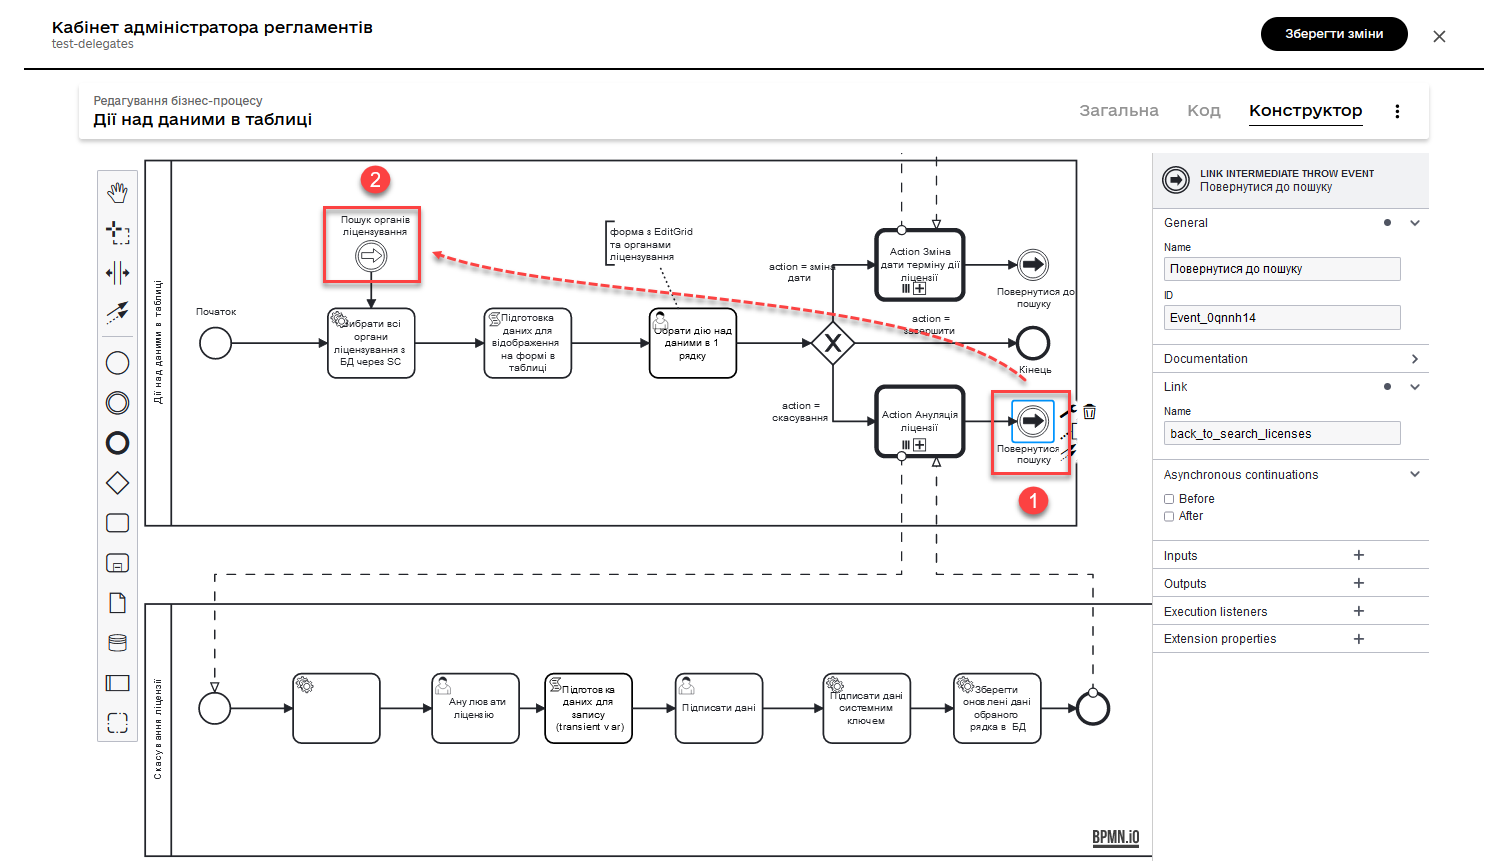 Кабінет адміністратора регламентів
test-delegates
Зберегти зміни
Редагування бізнес-процесу
Дії над даними в таблиці
Загальна
Код
Конструктор
LINK INTERMEDIATE THROW EVENT
Повернутися до пошуку
General
Name
Повернутися до пошуку
ID
Event_0qnnh14
Documentation
Link
Name
back_to_search_licenses
Asynchronous continuations
Before
After
Inputs
Outputs
Execution listeners
Extension properties
Дії над даними в таблиці
2
Пошук органів
ліцензування
Початок
Вибрати всі
органи
ліцензування з
БД через SC
Підготовка
даних для
відображення
на формі в
таблиці
форма з EditGrid
та органами
ліцензування
Обрати дію над
даними в 1
рядку
action = зміна
дати
Action Зміна
дати терміну дії
ліцензії
Повернутися до
пошуку
action =
завершити
Кінець
action =
скасування
Action Ануляція
ліцензії
Повернутися
пошуку
1
Скасування ліцензії
Анулювати
ліцензію
Підготовка
даних для
запису
(transient var)
Підписати дані
Підписати дані
системним
ключем
Зберегти
оновлені дані
обраного
рядка в БД
BPMN.iO